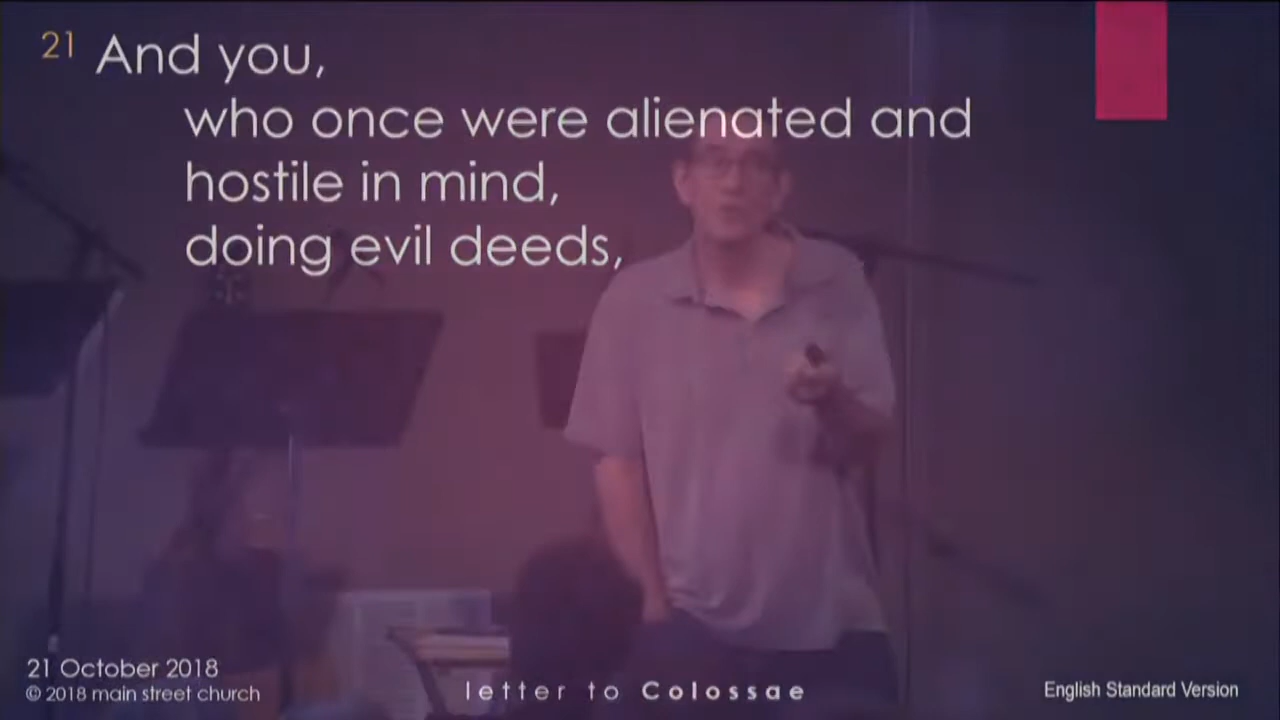 21 And you,
who once were alienated and
hostile in mind,
doing evil deeds,
21 October 2018
© 2018 main street church
letter to Colossae
English Standard Version